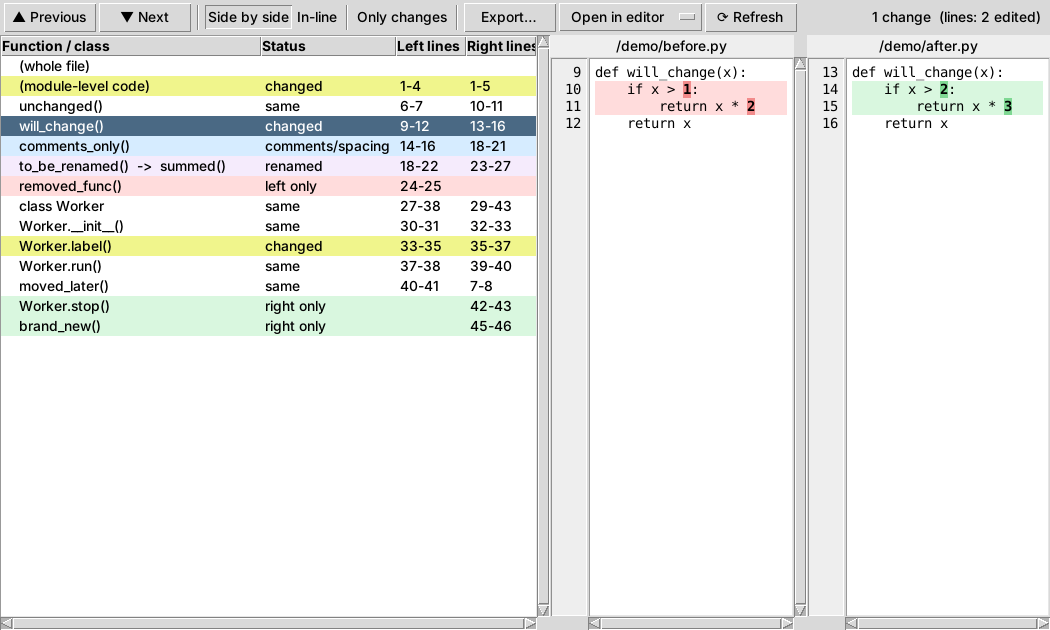 ▲ Previous ▼ Next Side by side In-line Only changes Export... Open in editor ⟳ Refresh 1 change (lines: 2 edited)
Function / class Status Left lines Right lines
(whole file)
(module-level code) changed 1-4 1-5
unchanged() same 6-7 10-11
will_change() changed 9-12 13-16
comments_only() comments/spacing 14-16 18-21
to_be_renamed() -> summed() renamed 18-22 23-27
removed_func() left only 24-25
class Worker same 27-38 29-43
Worker.__init__() same 30-31 32-33
Worker.label() changed 33-35 35-37
Worker.run() same 37-38 39-40
moved_later() same 40-41 7-8
Worker.stop() right only 42-43
brand_new() right only 45-46
/demo/before.py
9 def will_change(x):
10     if x > 1:
11         return x * 2
12     return x
/demo/after.py
13 def will_change(x):
14     if x > 2:
15         return x * 3
16     return x